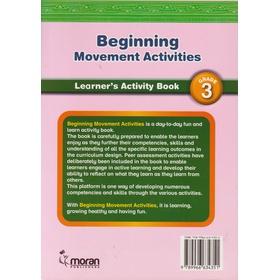 Beginning
Movement Activities
Learner's Activity Book
GRADE
3
Beginning Movement Activities is a day-to-day fun and
learn activity book.
The book is carefully prepared to enable the learners
enjoy as they further their competencies, skills and
understanding of all the specific learning outcomes in
the curriculum design. Peer assessment activities have
deliberately been included in the book to enable
learners engage in active learning and develop their
ability to reflect on what they learn as they learn from
others.
This platform is one way of developing numerous
competencies and skills through the various activities.
With Beginning Movement Activities, it is learning,
growing healthy and having fun.
moran
PUBLISHERS
9 789966 634351